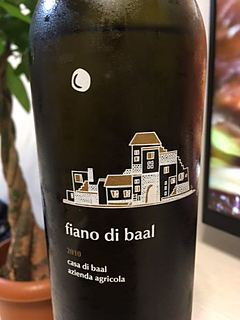 fiano di baal
2010
casa di baal
azienda agricola